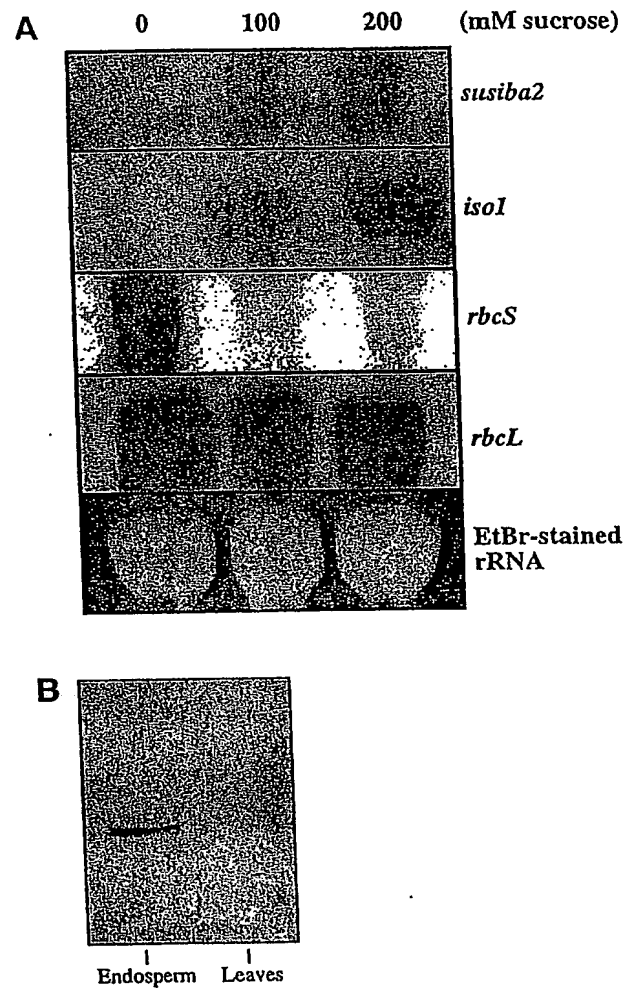 A
0 100 200 (mM sucrose)
susiba2
iso1
rbcS
rbcL
EtBr-stained
rRNA
B
Endosperm Leaves